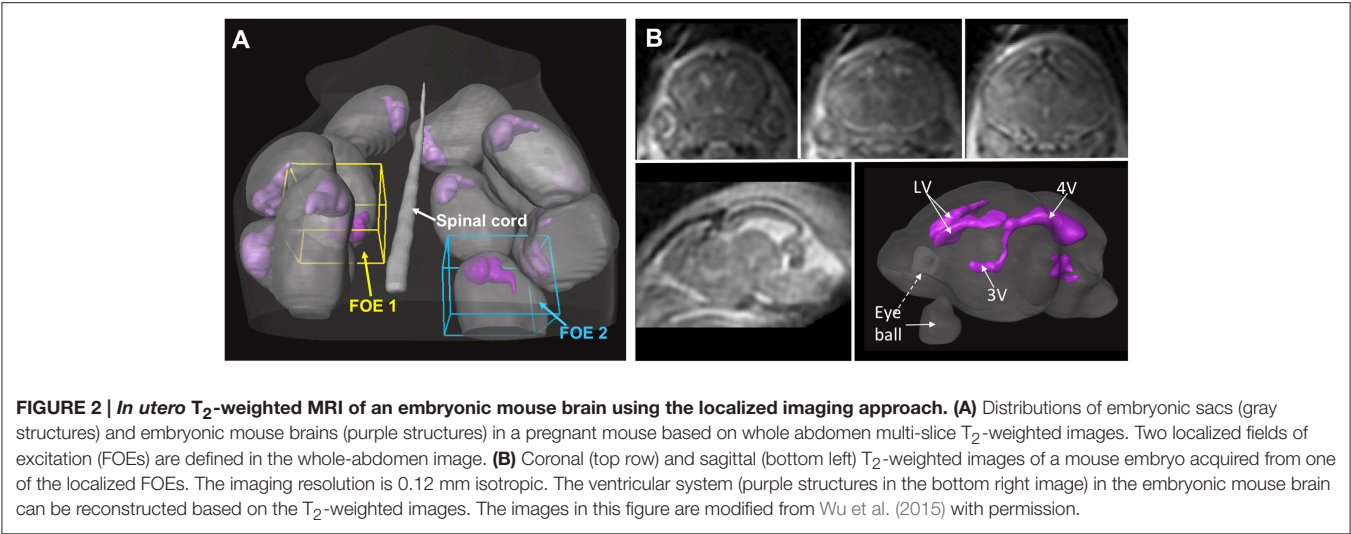 A
Spinal cord
FOE 1
FOE 2
B
LV
4V
3V
Eye
ball
FIGURE 2 | In utero T2-weighted MRI of an embryonic mouse brain using the localized imaging approach. (A) Distributions of embryonic sacs (gray
structures) and embryonic mouse brains (purple structures) in a pregnant mouse based on whole abdomen multi-slice T2-weighted images. Two localized fields of
excitation (FOEs) are defined in the whole-abdomen image. (B) Coronal (top row) and sagittal (bottom left) T2-weighted images of a mouse embryo acquired from one
of the localized FOEs. The imaging resolution is 0.12 mm isotropic. The ventricular system (purple structures in the bottom right image) in the embryonic mouse brain
can be reconstructed based on the T2-weighted images. The images in this figure are modified from Wu et al. (2015) with permission.